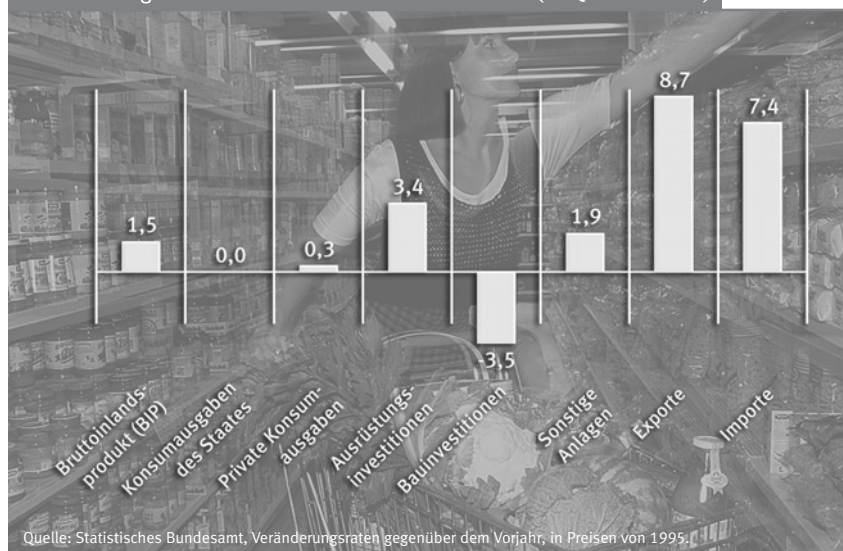 1,5
0,0
0,3
3,4
-3,5
1,9
8,7
7,4
Bruttoinlands-
produkt (BIP)
Konsumausgaben
des Staates
Private Konsum-
ausgaben
Ausrüstungs-
investitionen
Bauinvestitionen
Sonstige
Anlagen
Exporte
Importe
Quelle: Statistisches Bundesamt, Veränderungsraten gegenüber dem Vorjahr, in Preisen von 1995.